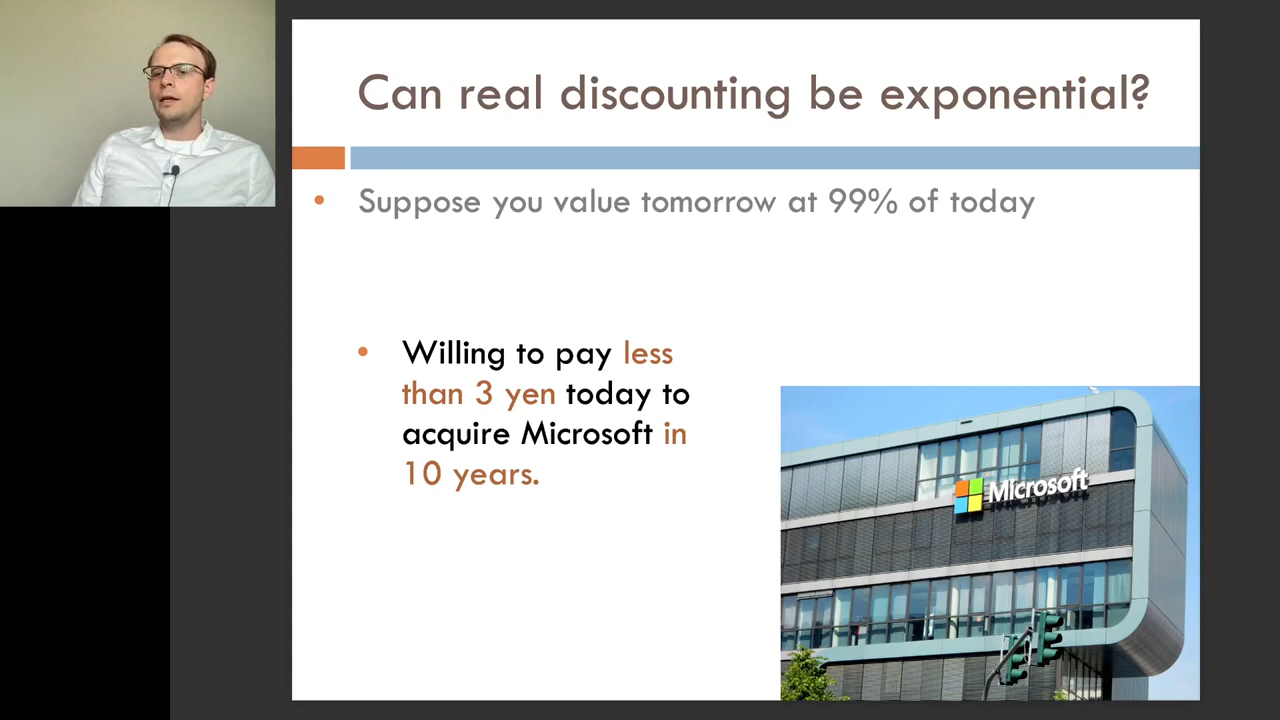 Can real discounting be exponential?
• Suppose you value tomorrow at 99% of today
• Willing to pay less
than 3 yen today to
acquire Microsoft in
10 years.
Microsoft